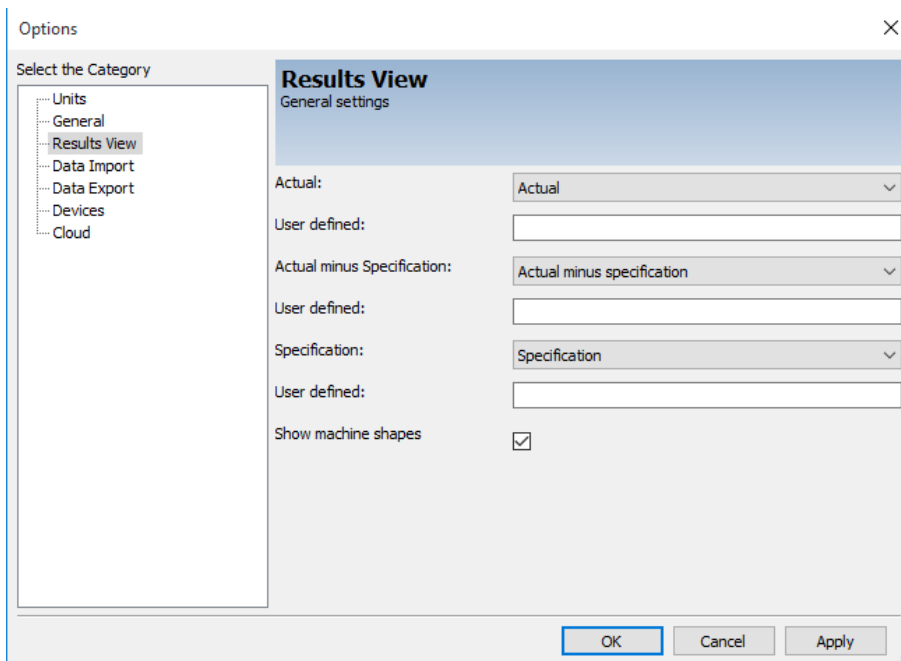 Options
Select the Category
Units
General
Results View
Data Import
Data Export
Devices
Cloud
Results View
General settings
Actual:
Actual
User defined:
Actual minus Specification:
Actual minus specification
User defined:
Specification:
Specification
User defined:
Show machine shapes
OK
Cancel
Apply